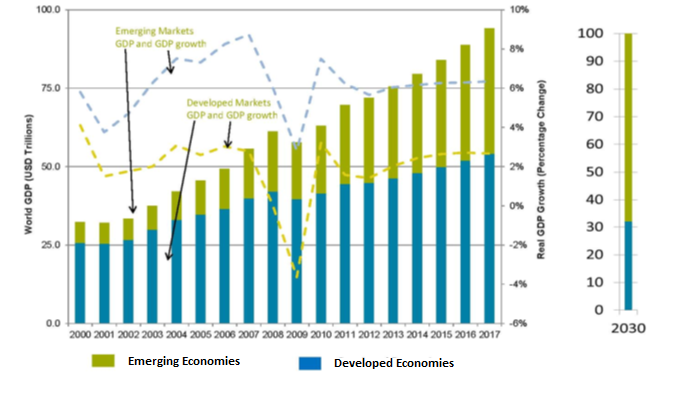 100.0
75.0
50.0
25.0
0.0
World GDP (USD Trillions)
Emerging Markets
GDP and GDP growth
Developed Markets
GDP and GDP growth
10%
8%
6%
4%
2%
0%
-2%
-4%
-6%
Real GDP Growth (Percentage Change)
2000 2001 2002 2003 2004 2005 2006 2007 2008 2009 2010 2011 2012 2013 2014 2015 2016 2017
Emerging Economies
Developed Economies
100
90
80
70
60
50
40
30
20
10
0
2030